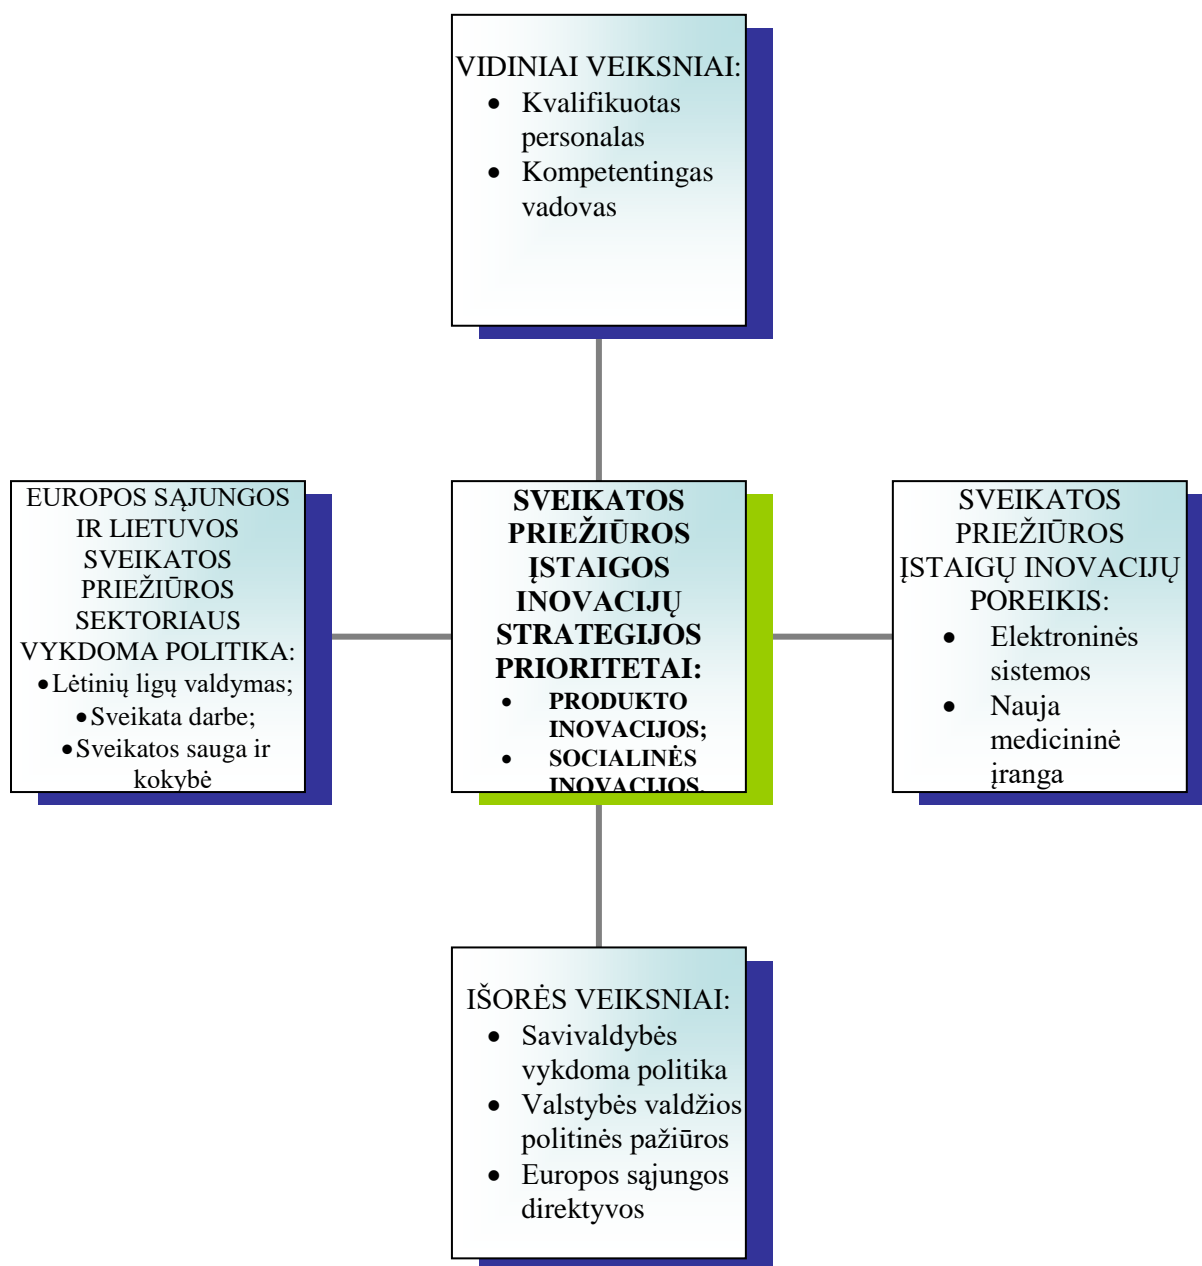 VIDINIAI VEIKSNIAI:
• Kvalifikuotas
personalas
• Kompetentingas
vadovas
EUROPOS SĄJUNGOS
IR LIETUVOS
SVEIKATOS
PRIEŽIŪROS
SEKTORIAUS
VYKDOMA POLITIKA:
• Lėtinių ligų valdymas;
• Sveikata darbe;
• Sveikatos sauga ir
kokybė
SVEIKATOS
PRIEŽIŪROS
ĮSTAIGOS
INOVACIJŲ
STRATEGIJOS
PRIORITETAI:
• PRODUKTO
INOVACIJOS;
• SOCIALINĖS
INOVACIJOS.
SVEIKATOS
PRIEŽIŪROS
ĮSTAIGŲ INOVACIJŲ
POREIKIS:
• Elektroninės
sistemos
• Nauja
medicininė
įranga
IŠORĖS VEIKSNIAI:
• Savivaldybės
vykdoma politika
• Valstybės valdžios
politinės pažiūros
• Europos sąjungos
direktyvos